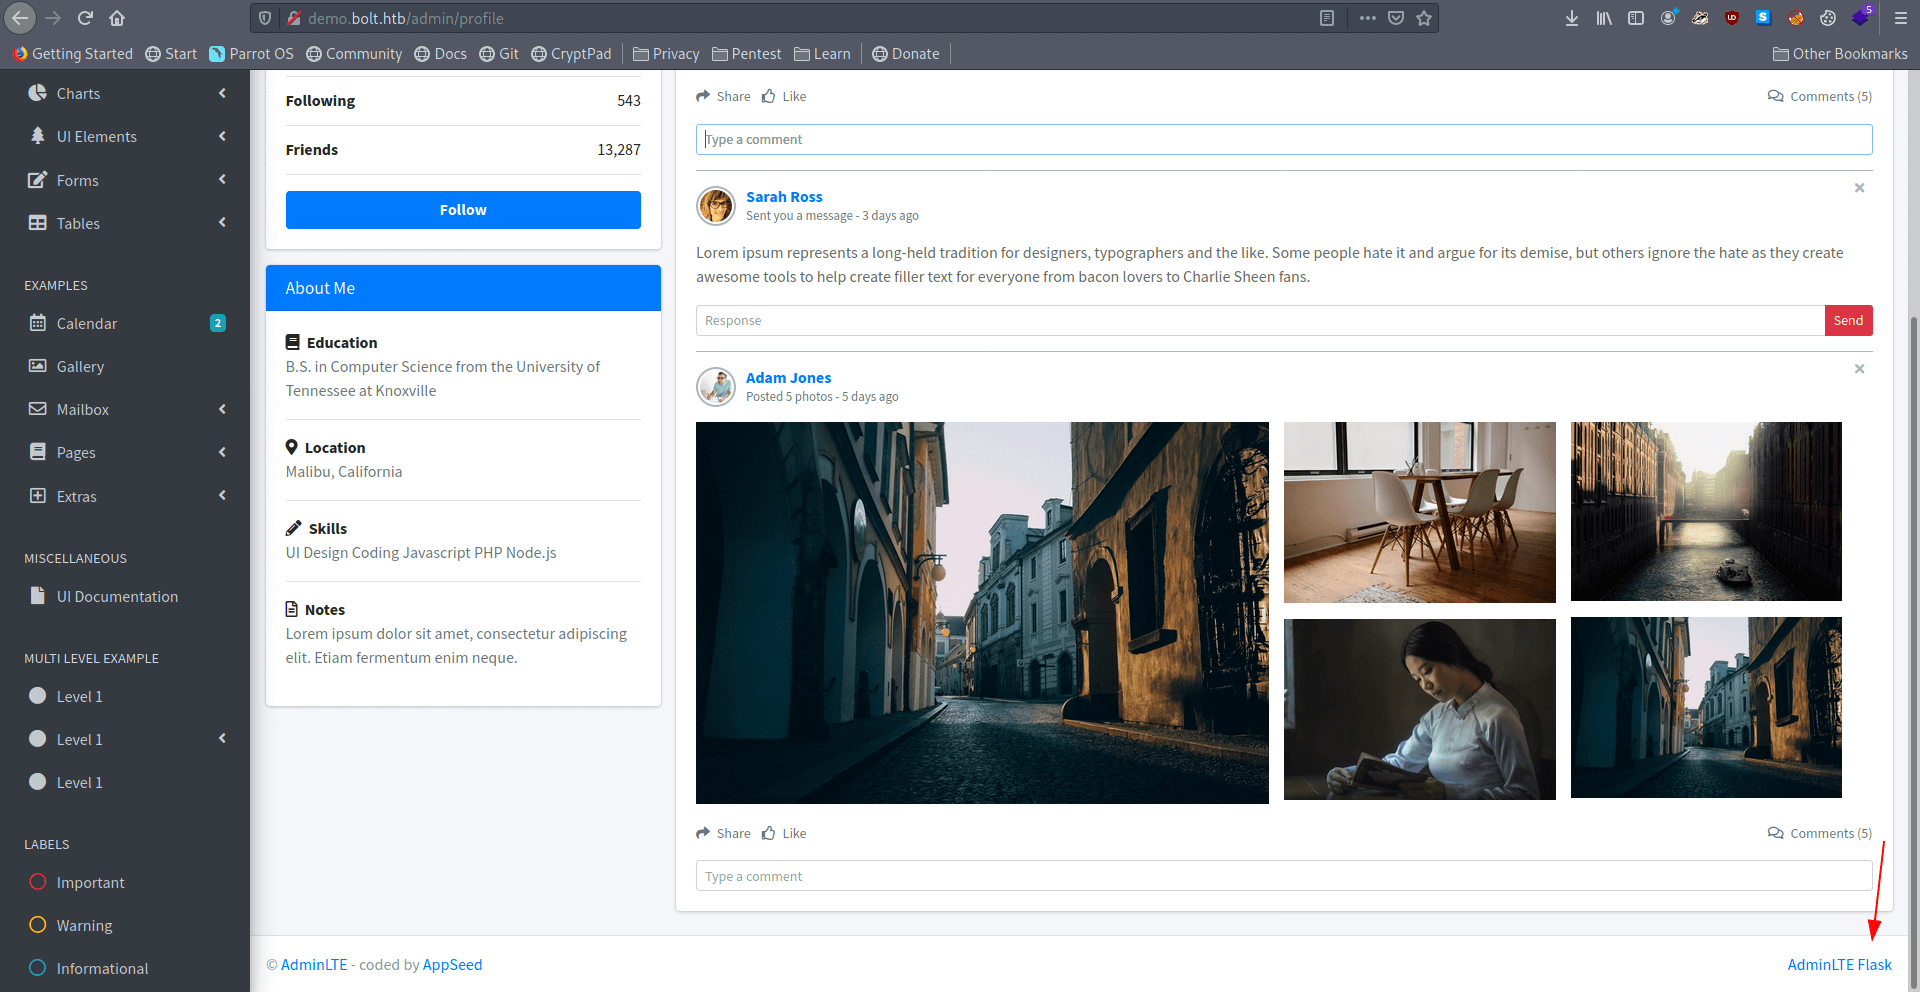 demo.bolt.htb/admin/profile
5
Getting Started Start Parrot OS Community Docs Git CryptPad Privacy Pentest Learn Donate Other Bookmarks
Charts
UI Elements
Forms
Tables
EXAMPLES
Calendar 2
Gallery
Mailbox
Pages
Extras
MISCELLANEOUS
UI Documentation
MULTI LEVEL EXAMPLE
Level 1
Level 1
Level 1
LABELS
Important
Warning
Informational
Following 543
Friends 13,287
Follow
About Me
Education
B.S. in Computer Science from the University of
Tennessee at Knoxville
Location
Malibu, California
Skills
UI Design Coding Javascript PHP Node.js
Notes
Lorem ipsum dolor sit amet, consectetur adipiscing
elit. Etiam fermentum enim neque.
Share Like Comments (5)
Type a comment
Sarah Ross
Sent you a message - 3 days ago
Lorem ipsum represents a long-held tradition for designers, typographers and the like. Some people hate it and argue for its demise, but others ignore the hate as they create
awesome tools to help create filler text for everyone from bacon lovers to Charlie Sheen fans.
Response Send
Adam Jones
Posted 5 photos - 5 days ago
Share Like Comments (5)
Type a comment
© AdminLTE - coded by AppSeed AdminLTE Flask